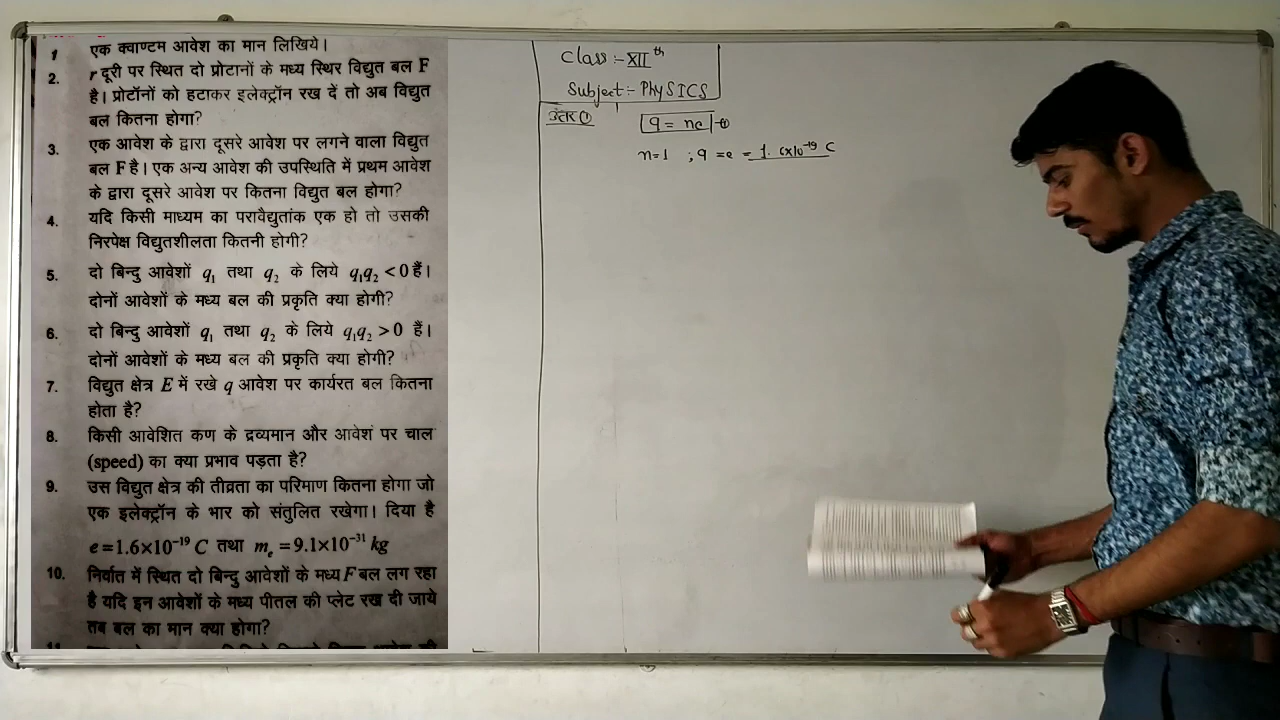 1 एक क्वाण्टम आवेश का मान लिखिये।
2. r दूरी पर स्थित दो प्रोटानों के मध्य स्थिर विद्युत बल F
है। प्रोटॉनों को हटाकर इलेक्ट्रॉन रख दें तो अब विद्युत
बल कितना होगा?
3. एक आवेश के द्वारा दूसरे आवेश पर लगने वाला विद्युत
बल F है। एक अन्य आवेश की उपस्थिति में प्रथम आवेश
के द्वारा दूसरे आवेश पर कितना विद्युत बल होगा?
4. यदि किसी माध्यम का परावैद्युतांक एक हो तो उसकी
निरपेक्ष विद्युतशीलता कितनी होगी?
5. दो बिन्दु आवेशों q₁ तथा q₂ के लिये q₁q₂ < 0 हैं।
दोनों आवेशों के मध्य बल की प्रकृति क्या होगी?
6. दो बिन्दु आवेशों q₁ तथा q₂ के लिये q₁q₂ > 0 हैं।
दोनों आवेशों के मध्य बल की प्रकृति क्या होगी?
7. विद्युत क्षेत्र E में रखे q आवेश पर कार्यरत बल कितना
होता है?
8. किसी आवेशित कण के द्रव्यमान और आवेश पर चाल
(speed) का क्या प्रभाव पड़ता है?
9. उस विद्युत क्षेत्र की तीव्रता का परिमाण कितना होगा जो
एक इलेक्ट्रॉन के भार को संतुलित रखेगा। दिया है
e = 1.6×10⁻¹⁹ C तथा mₑ = 9.1×10⁻³¹ kg
10. निर्वात में स्थित दो बिन्दु आवेशों के मध्य F बल लग रहा
है यदि इन आवेशों के मध्य पीतल की प्लेट रख दी जाये
तब बल का मान क्या होगा?
Class :- XIIth
Subject :- PhySICS
उत्तर ①
q = ne -①
n=1 ; q = e = 1.6x10⁻¹⁹ C